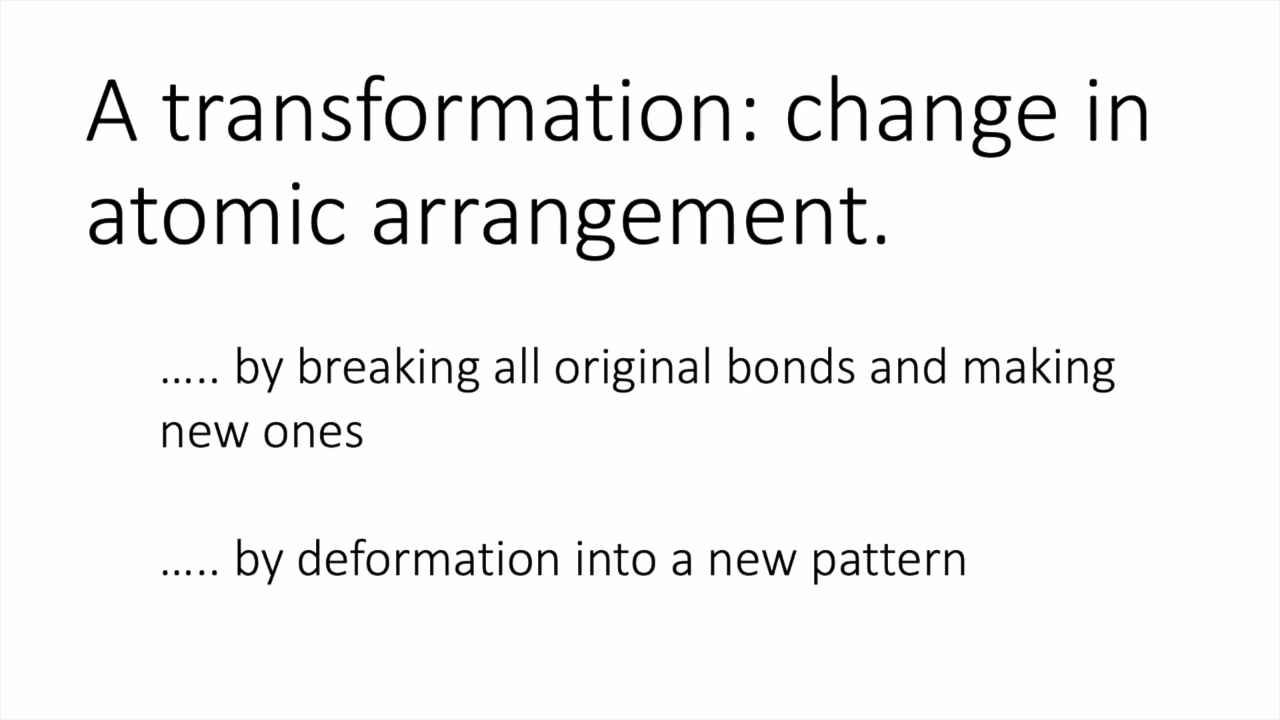 A transformation: change in
atomic arrangement.
..... by breaking all original bonds and making
new ones
..... by deformation into a new pattern